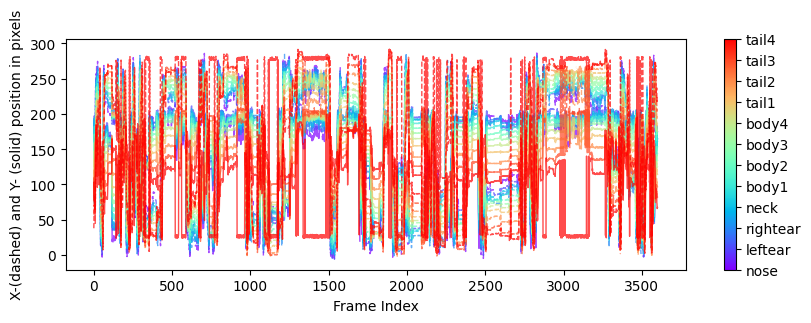 X-(dashed) and Y- (solid) position in pixels
300
250
200
150
100
50
0
0 500 1000 1500 2000 2500 3000 3500
Frame Index
tail4
tail3
tail2
tail1
body4
body3
body2
body1
neck
rightear
leftear
nose